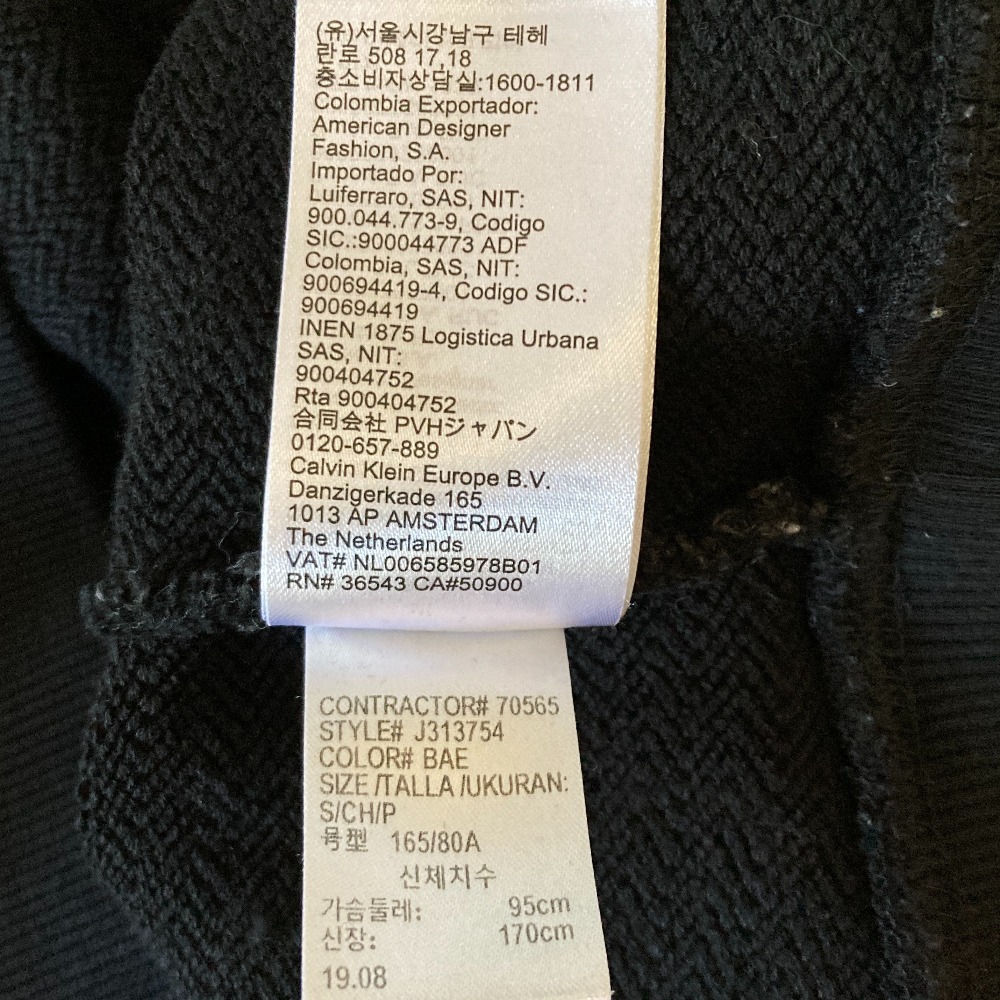 (유)서울시강남구 테헤
란로 508 17,18
층소비자상담실:1600-1811
Colombia Exportador:
American Designer
Fashion, S.A.
Importado Por:
Luiferraro, SAS, NIT:
900.044.773-9, Codigo
SIC.:900044773 ADF
Colombia, SAS, NIT:
900694419-4, Codigo SIC.:
900694419
INEN 1875 Logistica Urbana
SAS, NIT:
900404752
Rta 900404752
合同会社 PVHジャパン
0120-657-889
Calvin Klein Europe B.V.
Danzigerkade 165
1013 AP AMSTERDAM
The Netherlands
VAT# NL006585978B01
RN# 36543 CA#50900
CONTRACTOR# 70565
STYLE# J313754
COLOR# BAE
SIZE /TALLA /UKURAN:
S/CH/P
号型 165/80A
신체치수
가슴둘레: 95cm
신장: 170cm
19.08